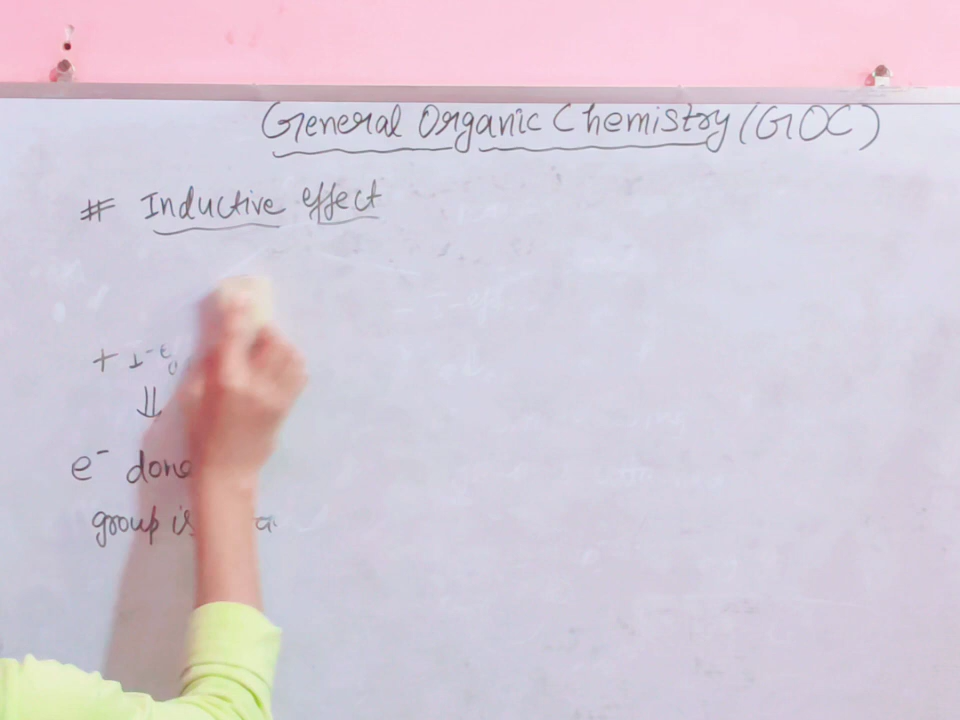 General Organic Chemistry (GOC)
# Inductive effect
+ I-e
⇓
e⁻ dona
group is